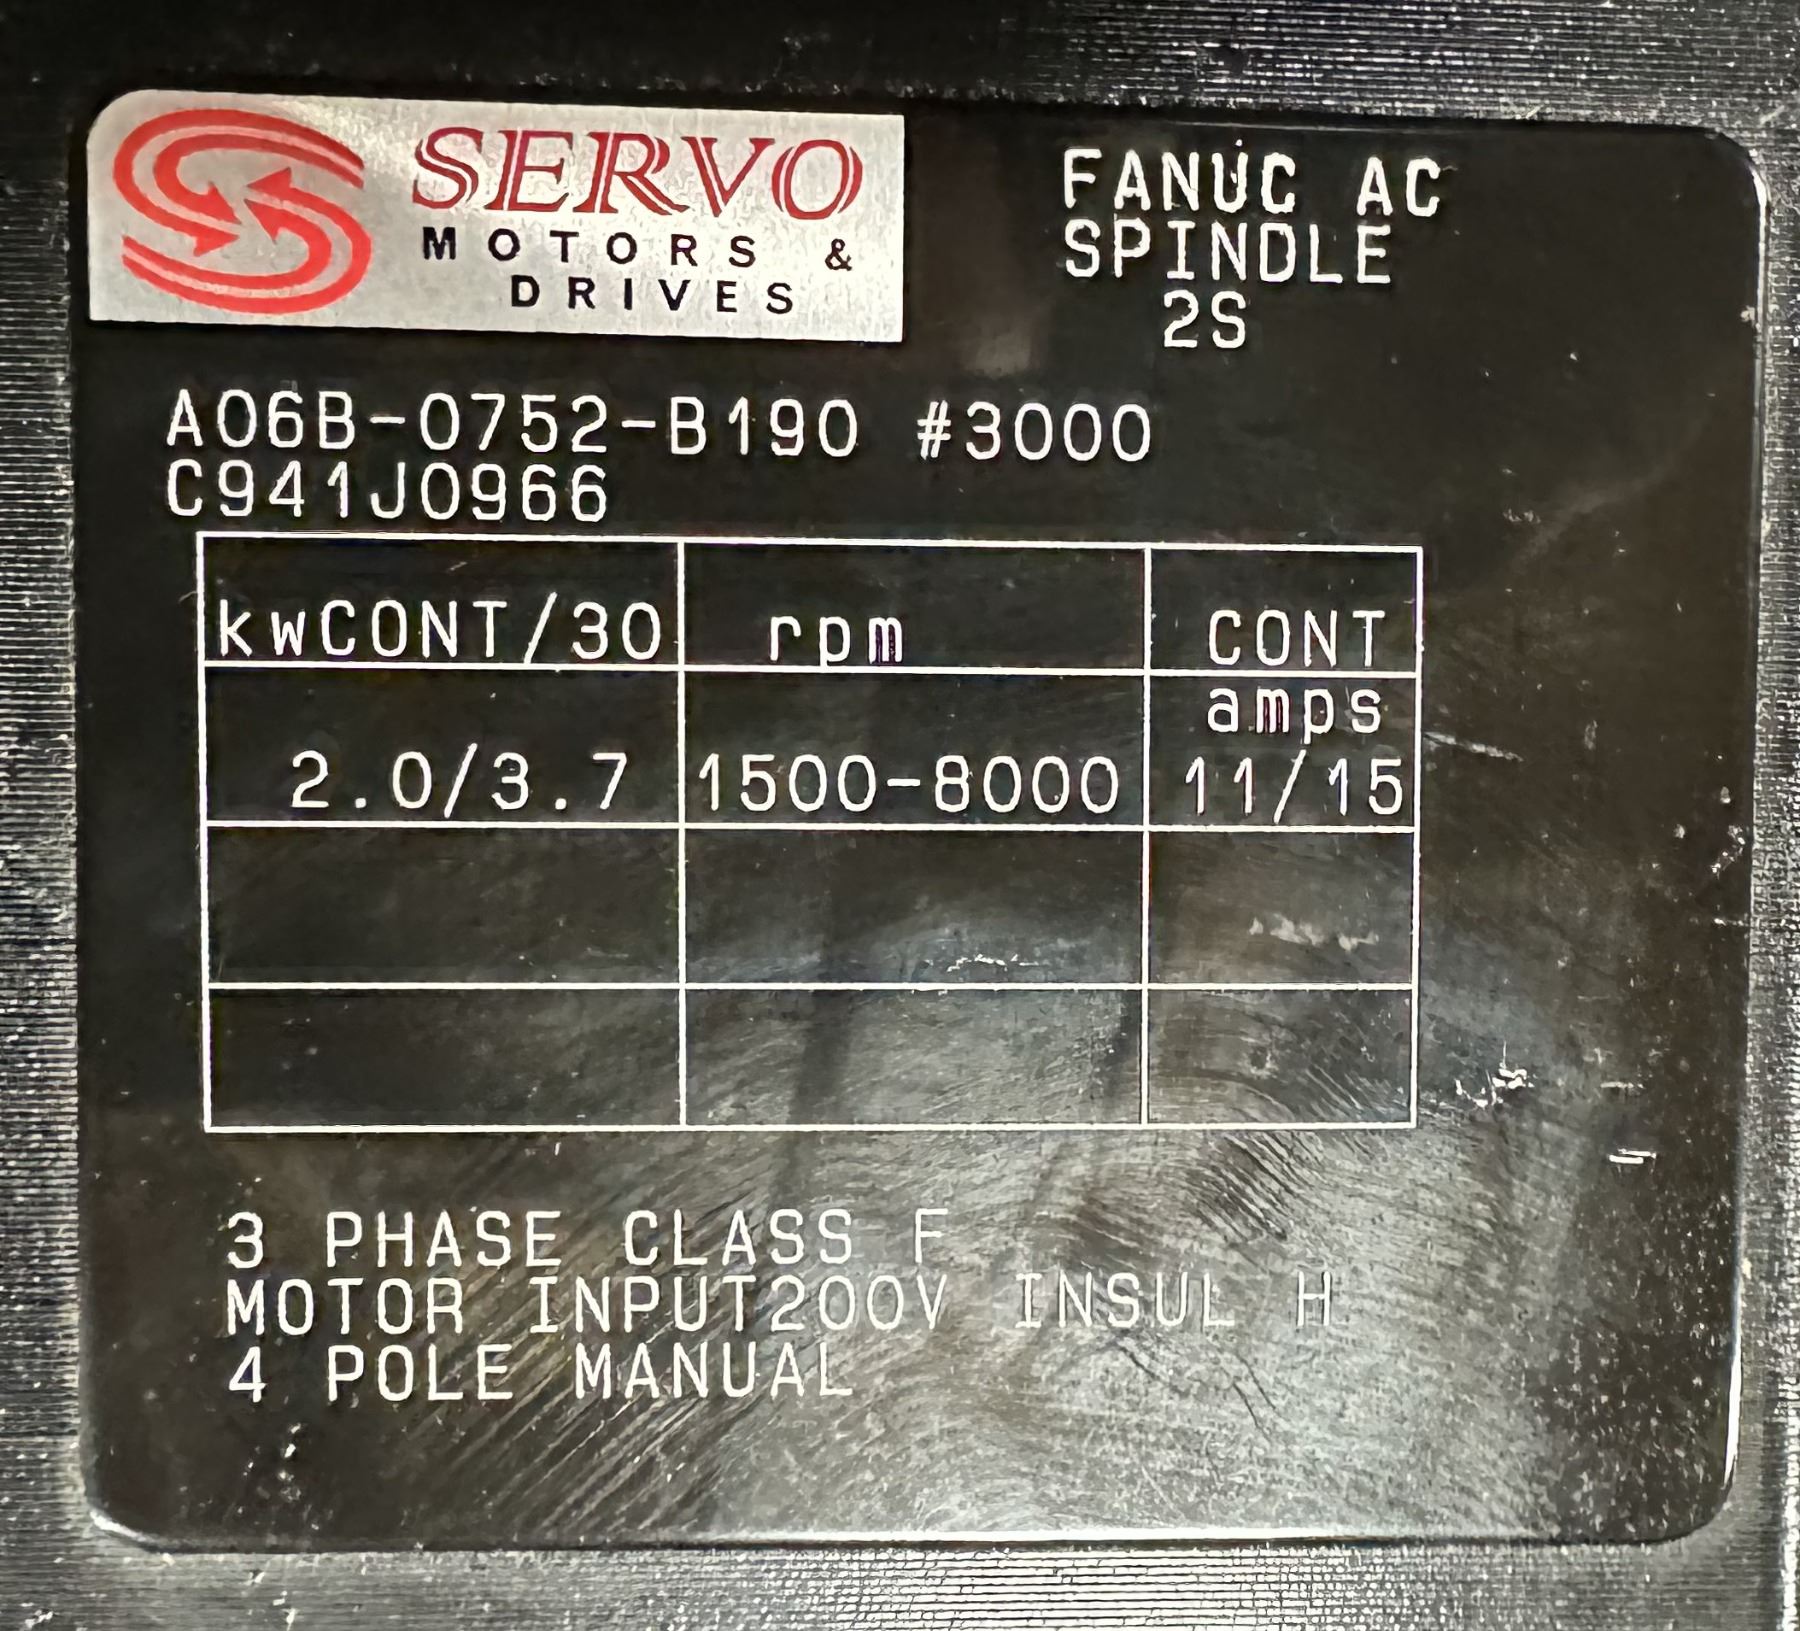 SERVO
MOTORS &
DRIVES
FANUC AC
SPINDLE
2S
A06B-0752-B190 #3000
C941J0966
kwCONT/30 rpm CONT
amps
2.0/3.7 1500-8000 11/15
3 PHASE CLASS F
MOTOR INPUT200V INSUL H
4 POLE MANUAL